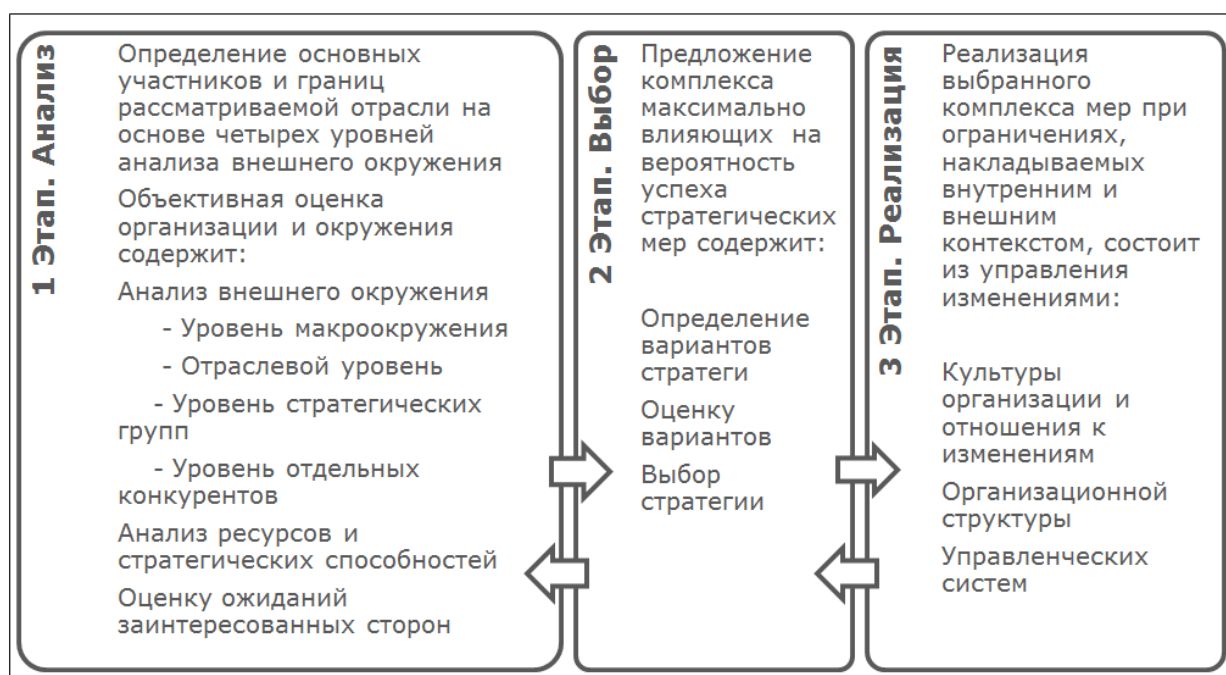 1 Этап. Анализ
Определение основных
участников и границ
рассматриваемой отрасли на
основе четырех уровней
анализа внешнего окружения
Объективная оценка
организации и окружения
содержит:
Анализ внешнего окружения
- Уровень макроокружения
- Отраслевой уровень
- Уровень стратегических
групп
- Уровень отдельных
конкурентов
Анализ ресурсов и
стратегических способностей
Оценку ожиданий
заинтересованных сторон
2 Этап. Выбор
Предложение
комплекса
максимально
влияющих на
вероятность
успеха
стратегических
мер содержит:
Определение
вариантов
стратеги
Оценку
вариантов
Выбор
стратегии
3 Этап. Реализация
Реализация
выбранного
комплекса мер при
ограничениях,
накладываемых
внутренним и
внешним
контекстом, состоит
из управления
изменениями:
Культуры
организации и
отношения к
изменениям
Организационной
структуры
Управленческих
систем